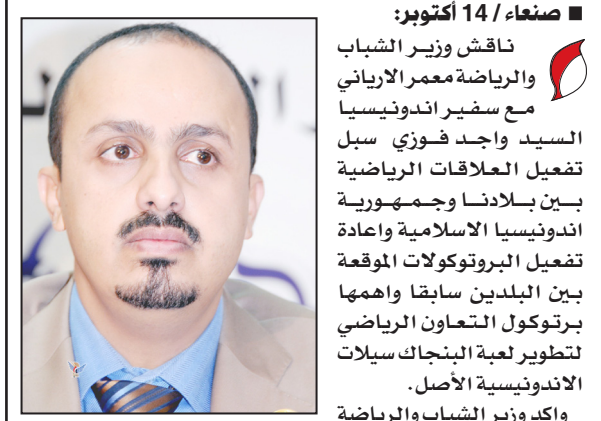 ■ صنعاء / 14 أكتوبر:
ناقش وزير الشباب
والرياضة معمر الارياني
مع سفير اندونيسيا
السيد واجد فوزي سبل
تفعيل العلاقات الرياضية
بين بلادنا وجمهورية
اندونيسيا الاسلامية واعادة
تفعيل البروتوكولات الموقعة
بين البلدين سابقا واهمها
برتوكول التعاون الرياضي
لتطوير لعبة البنجاك سيلات
الاندونيسية الأصل.
واكد وزير الشباب والرياضة